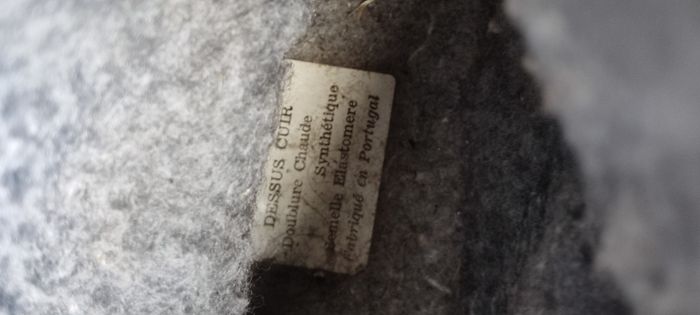 DESSUS CUIR
Doublure Chaude
Synthétique
Semelle Elastomere
Fabriqué en Portugal